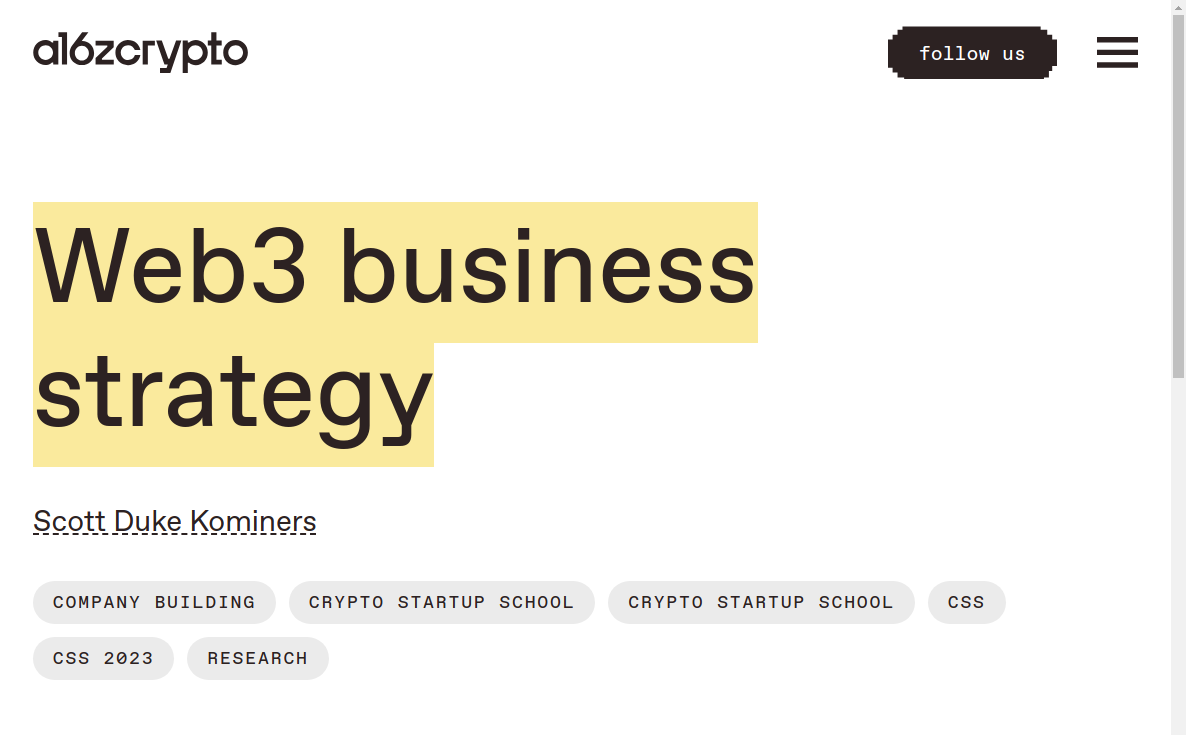 a16zcrypto
follow us
Web3 business
strategy
Scott Duke Kominers
COMPANY BUILDING CRYPTO STARTUP SCHOOL CRYPTO STARTUP SCHOOL CSS
CSS 2023 RESEARCH